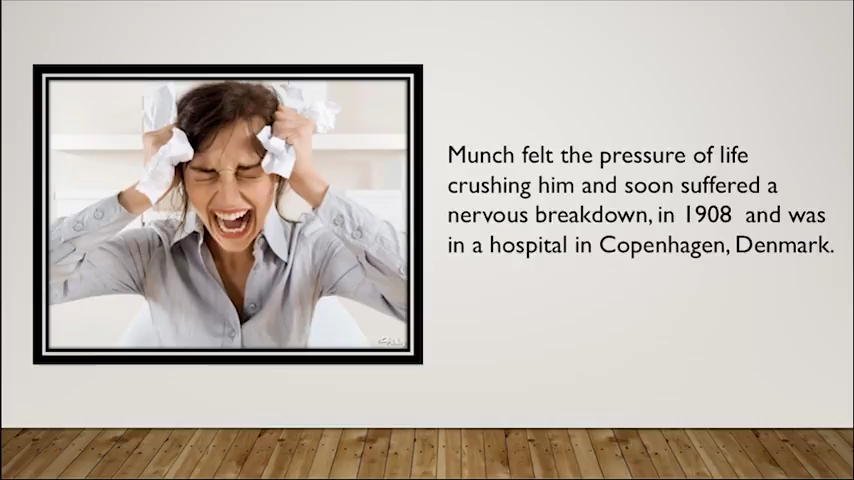 Munch felt the pressure of life
crushing him and soon suffered a
nervous breakdown, in 1908  and was
in a hospital in Copenhagen, Denmark.